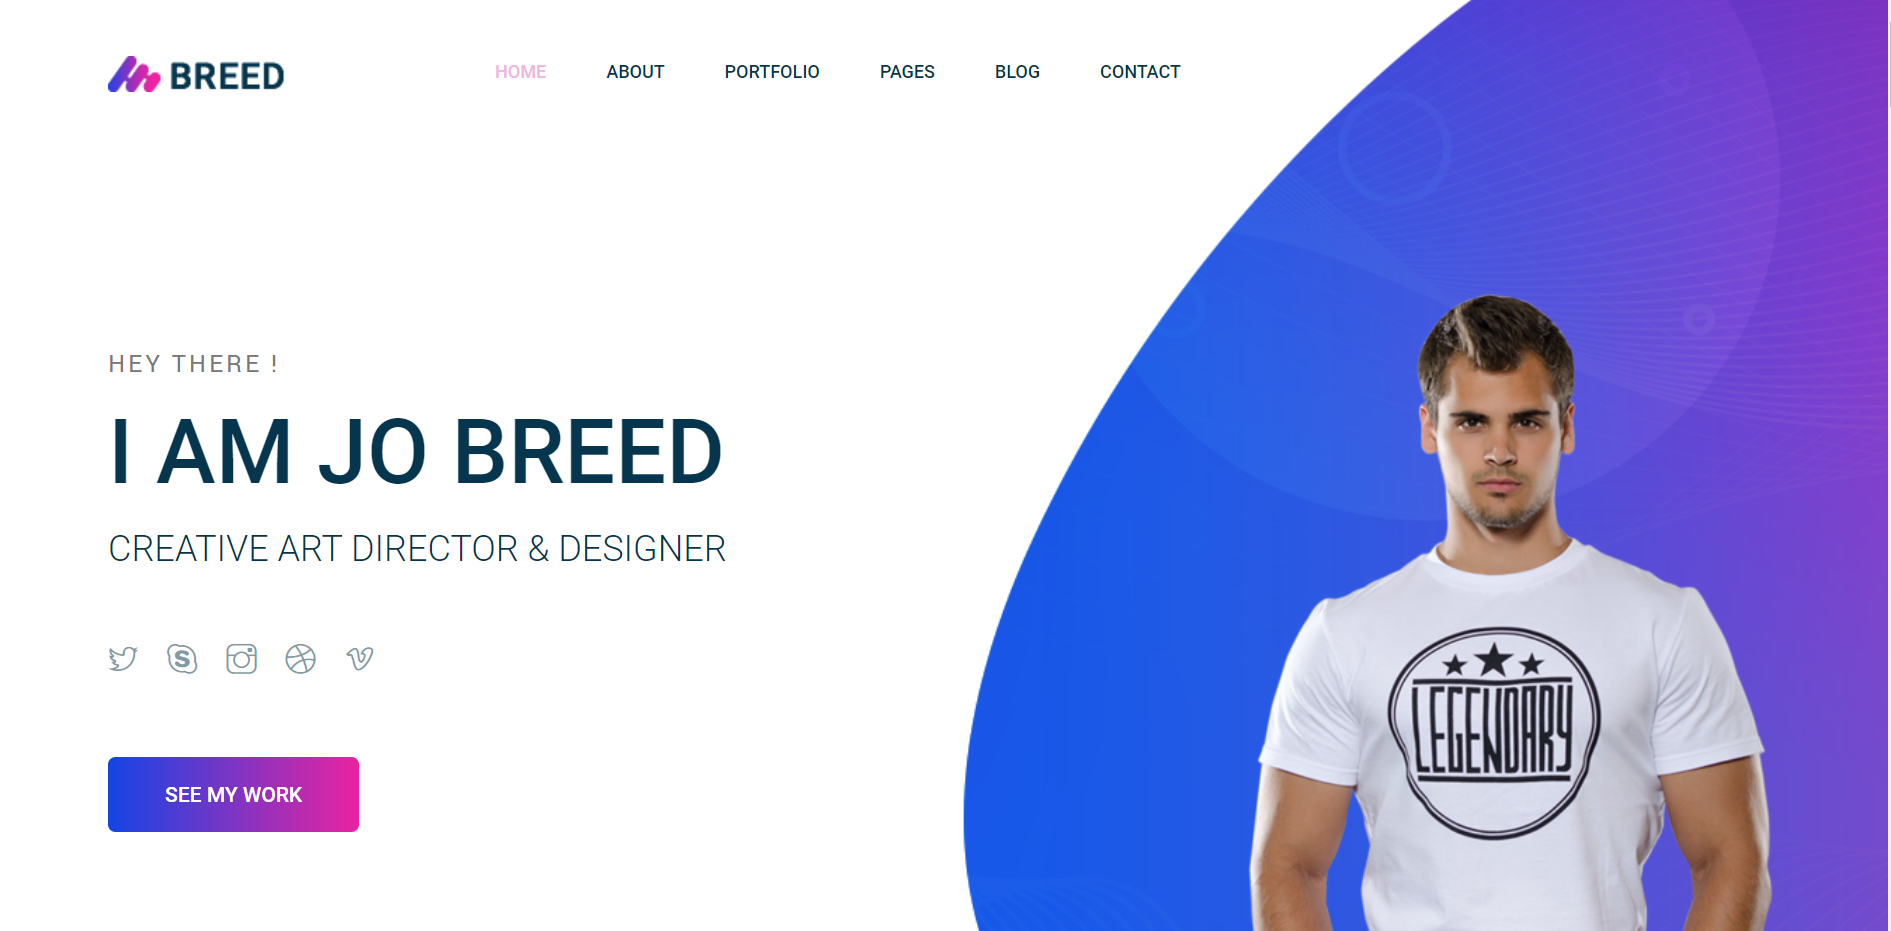 BREED
HOME ABOUT PORTFOLIO PAGES BLOG CONTACT
HEY THERE !
I AM JO BREED
CREATIVE ART DIRECTOR & DESIGNER
S
SEE MY WORK
LEGENDARY